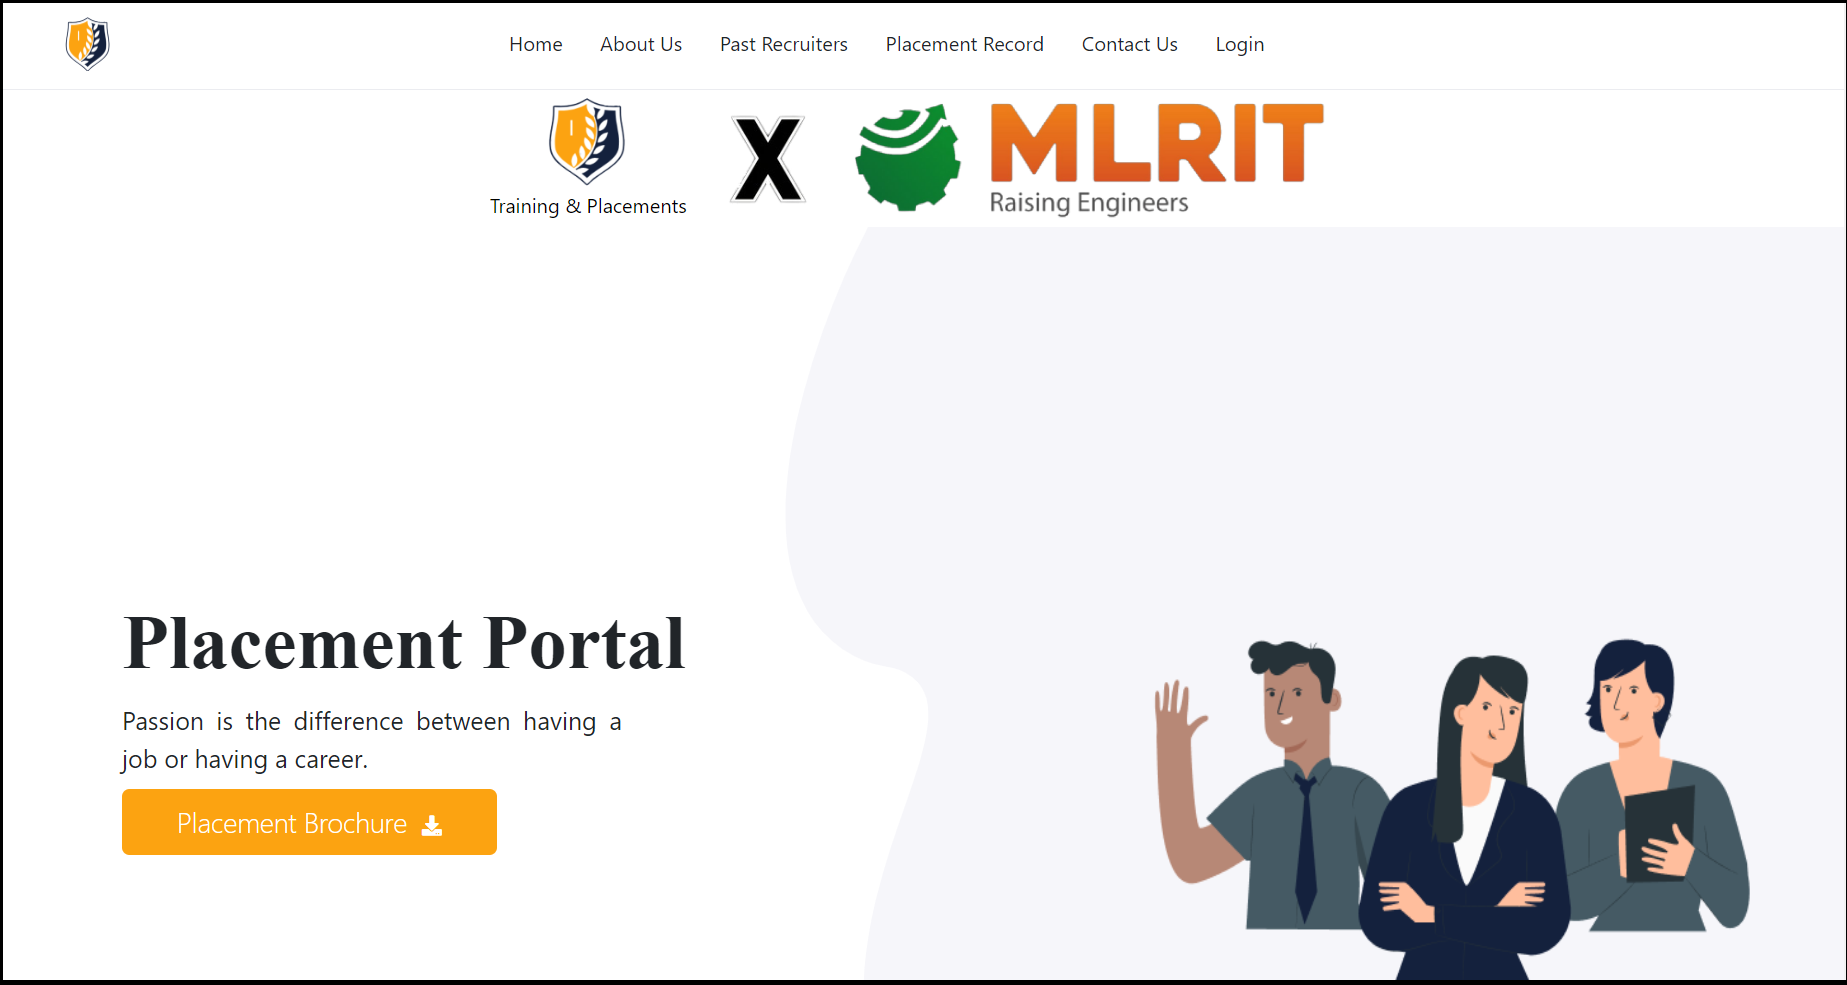 Home About Us Past Recruiters Placement Record Contact Us Login
Training & Placements
X
MLRIT
Raising Engineers
Placement Portal
Passion is the difference between having a
job or having a career.
Placement Brochure